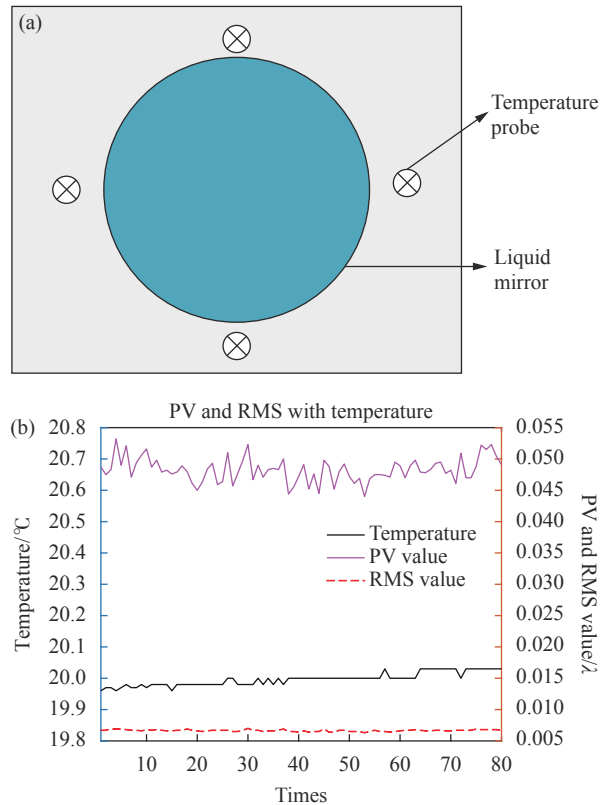 (a)
Temperature
probe
Liquid
mirror
(b)
PV and RMS with temperature
20.8
20.7
20.6
20.5
20.4
20.3
20.2
20.1
20.0
19.9
19.8
Temperature/℃
Temperature
PV value
RMS value
0.055
0.050
0.045
0.040
0.035
0.030
0.025
0.020
0.015
0.010
0.005
PV and RMS value/λ
10 20 30 40 50 60 70 80
Times